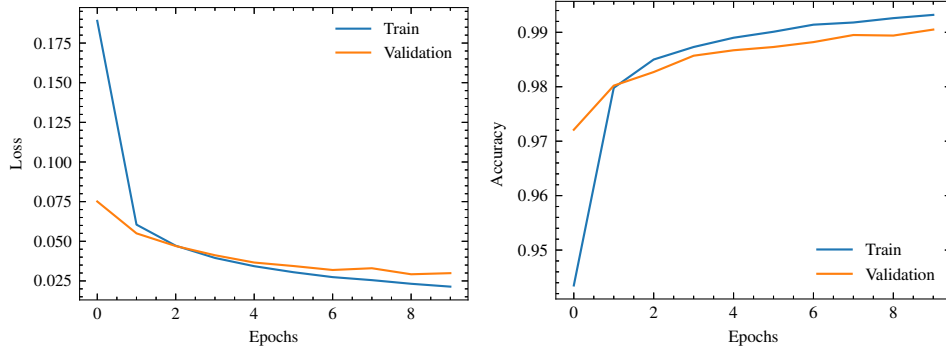 0.175
0.150
0.125
0.100
0.075
0.050
0.025
Loss
Train
Validation
0 2 4 6 8
Epochs
0.99
0.98
0.97
0.96
0.95
Accuracy
Train
Validation
0 2 4 6 8
Epochs